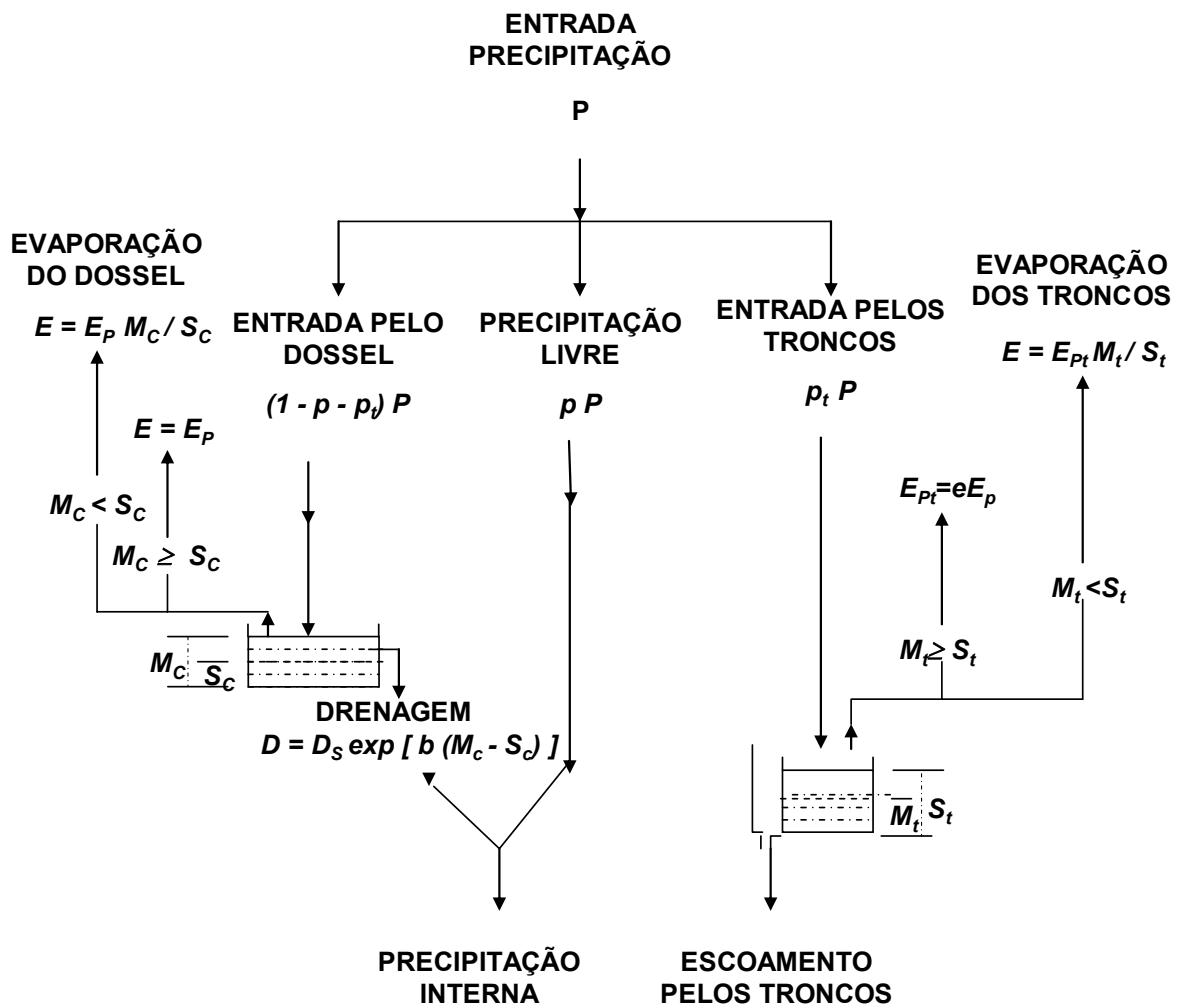 ENTRADA
PRECIPITAÇÃO
P
EVAPORAÇÃO
DO DOSSEL
E = E_P M_C / S_C
E = E_P
M_C < S_C
M_C ≥ S_C
ENTRADA PELO
DOSSEL
(1 - p - p_t) P
PRECIPITAÇÃO
LIVRE
p P
ENTRADA PELOS
TRONCOS
p_t P
EVAPORAÇÃO
DOS TRONCOS
E = E_Pt M_t / S_t
E_Pt=eE_p
M_t<S_t
M_t≥ S_t
M_C
S_C
DRENAGEM
D = D_S exp [ b (M_c - S_c) ]
M_t
S_t
PRECIPITAÇÃO
INTERNA
ESCOAMENTO
PELOS TRONCOS